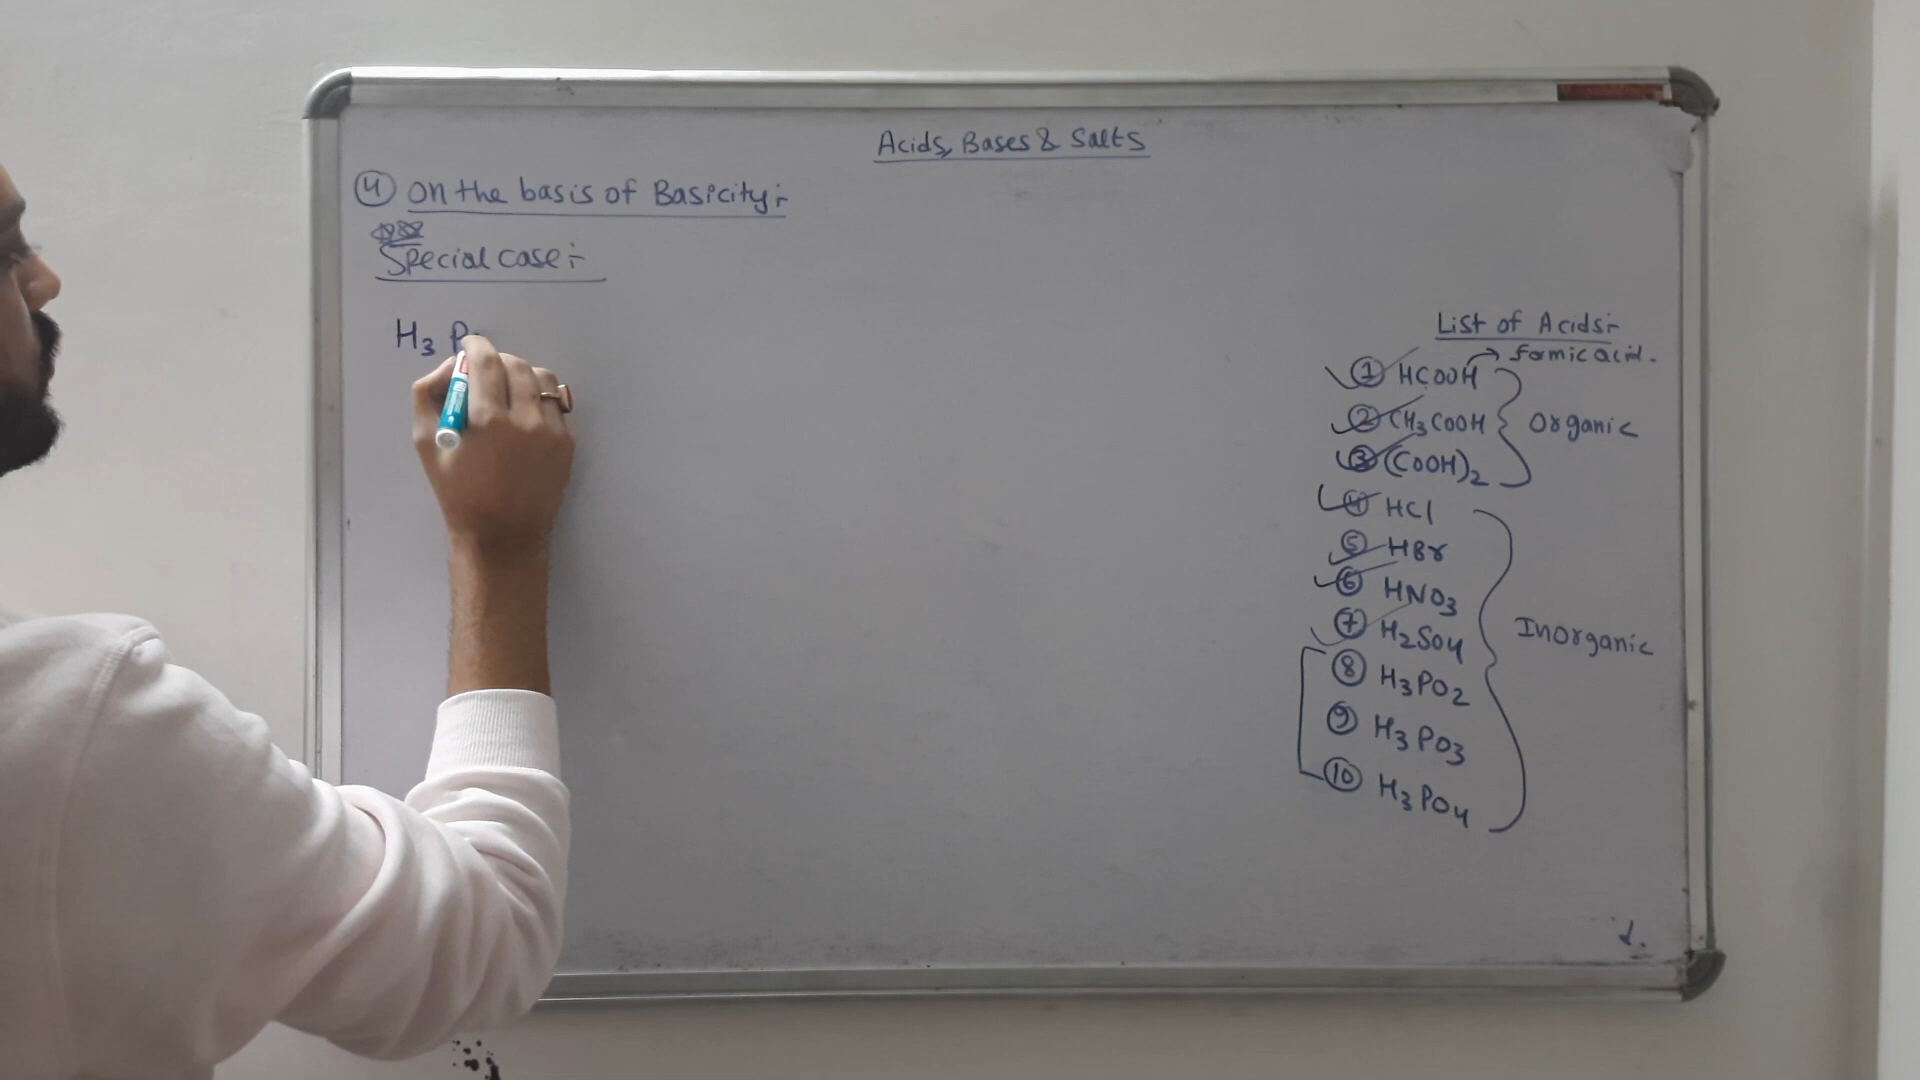 Acids, Bases & Salts
④ on the basis of Basicity:-
Special case:-
H₃ P
List of Acids:-
→ formic acid.
① HCOOH
② CH₃COOH
③ (COOH)₂
Organic
④ HCl
⑤ HBr
⑥ HNO₃
⑦ H₂SO₄
⑧ H₃PO₂
⑨ H₃PO₃
⑩ H₃PO₄
Inorganic